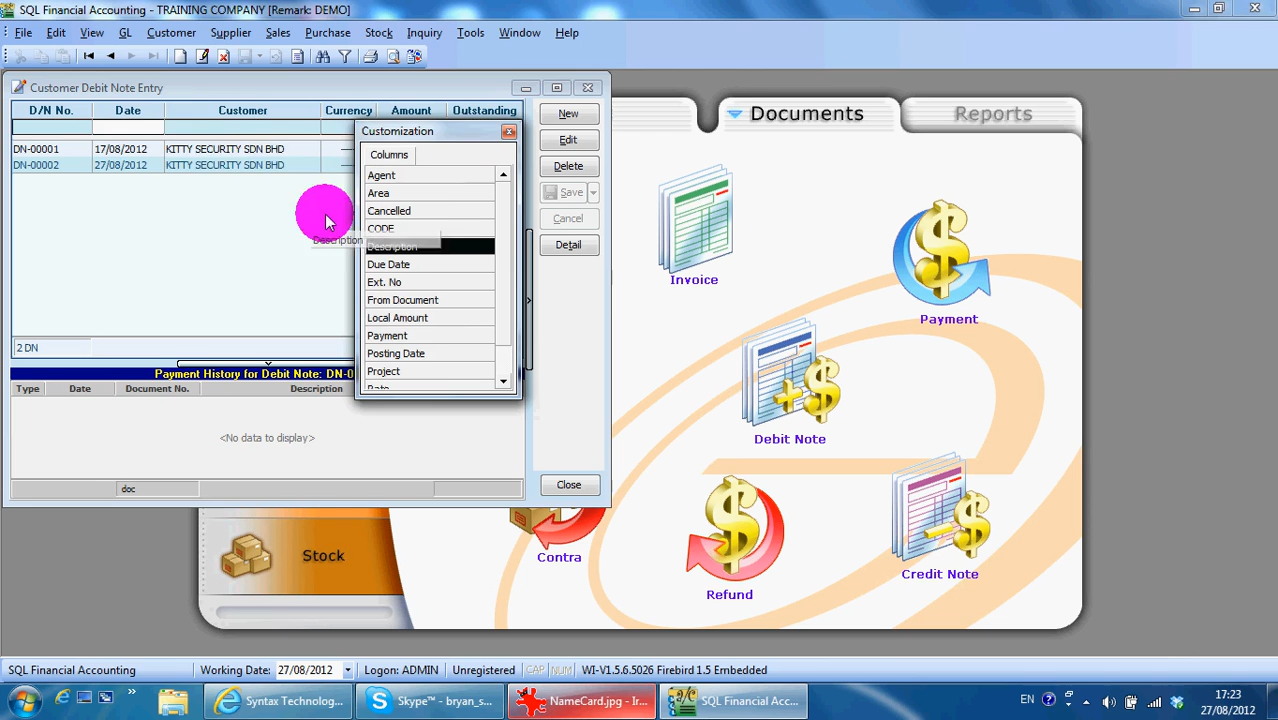 SQL Financial Accounting - TRAINING COMPANY [Remark: DEMO]
File Edit View GL Customer Supplier Sales Purchase Stock Inquiry Tools Window Help
Customer Debit Note Entry
D/N No. Date Customer Currency Amount Outstanding
DN-00001 17/08/2012 KITTY SECURITY SDN BHD
DN-00002 27/08/2012 KITTY SECURITY SDN BHD
2 DN
Payment History for Debit Note: DN-0
Type Date Document No. Description
<No data to display>
doc
New
Edit
Delete
Save
Cancel
Detail
Close
Customization
Columns
Agent
Area
Cancelled
CODE
Description
Description
Due Date
Ext. No
From Document
Local Amount
Payment
Posting Date
Project
Documents
Reports
Invoice
Payment
Debit Note
Contra
Refund
Credit Note
Stock
SQL Financial Accounting Working Date: 27/08/2012 Logon: ADMIN Unregistered CAP NUM WI-V1.5.6.5026 Firebird 1.5 Embedded
Syntax Technolog... Skype™ - bryan_s... NameCard.jpg - Ir... SQL Financial Acc... EN 17:23
27/08/2012